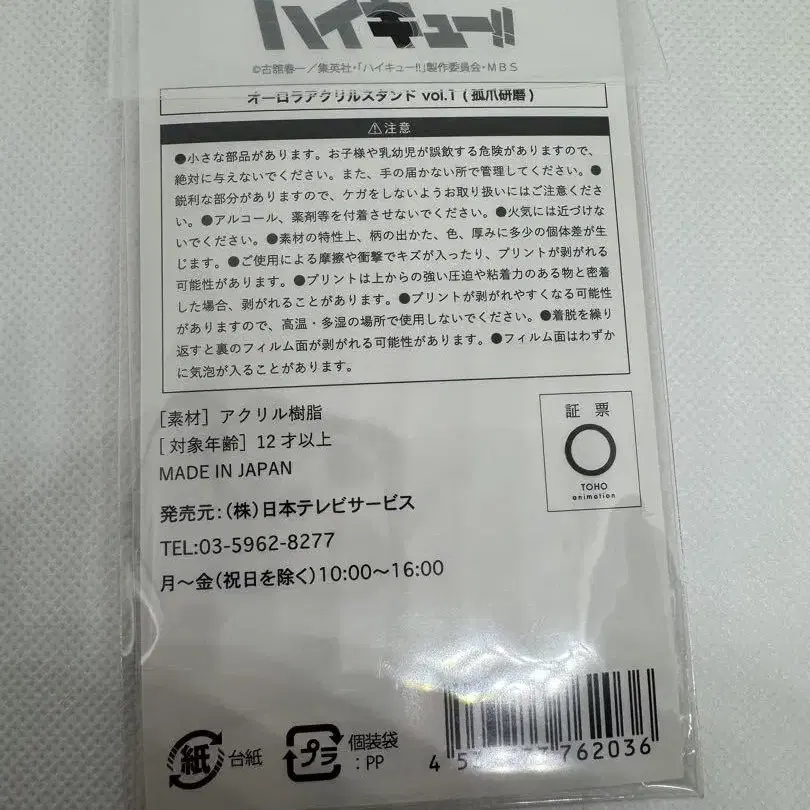 ハイキュー!!
©古舘春一／集英社・「ハイキュー!!」製作委員会・MBS
オーロラアクリルスタンド vol.1 (孤爪研磨)
⚠注意
●小さな部品があります。お子様や乳幼児が誤飲する危険がありますので、
絶対に与えないでください。また、手の届かない所で管理してください。●
鋭利な部分がありますので、ケガをしないようお取り扱いにはご注意くださ
い。●アルコール、薬剤等を付着させないでください。●火気には近づけな
いでください。●素材の特性上、柄の出かた、色、厚みに多少の個体差が生
じます。●ご使用による摩擦や衝撃でキズが入ったり、プリントが剥がれる
可能性があります。●プリントは上からの強い圧迫や粘着力のある物と密着
した場合、剥がれることがあります。●プリントが剥がれやすくなる可能性
がありますので、高温・多湿の場所で使用しないでください。●着脱を繰り
返すと裏のフィルム面が剥がれる可能性があります。●フィルム面はわずか
に気泡が入ることがあります。
[素材] アクリル樹脂
[対象年齢] 12才以上
MADE IN JAPAN
発売元：(株)日本テレビサービス
TEL:03-5962-8277
月～金(祝日を除く)10:00～16:00
証 票
TOHO
animation
紙 台紙
プラ 個装袋
：PP
762036